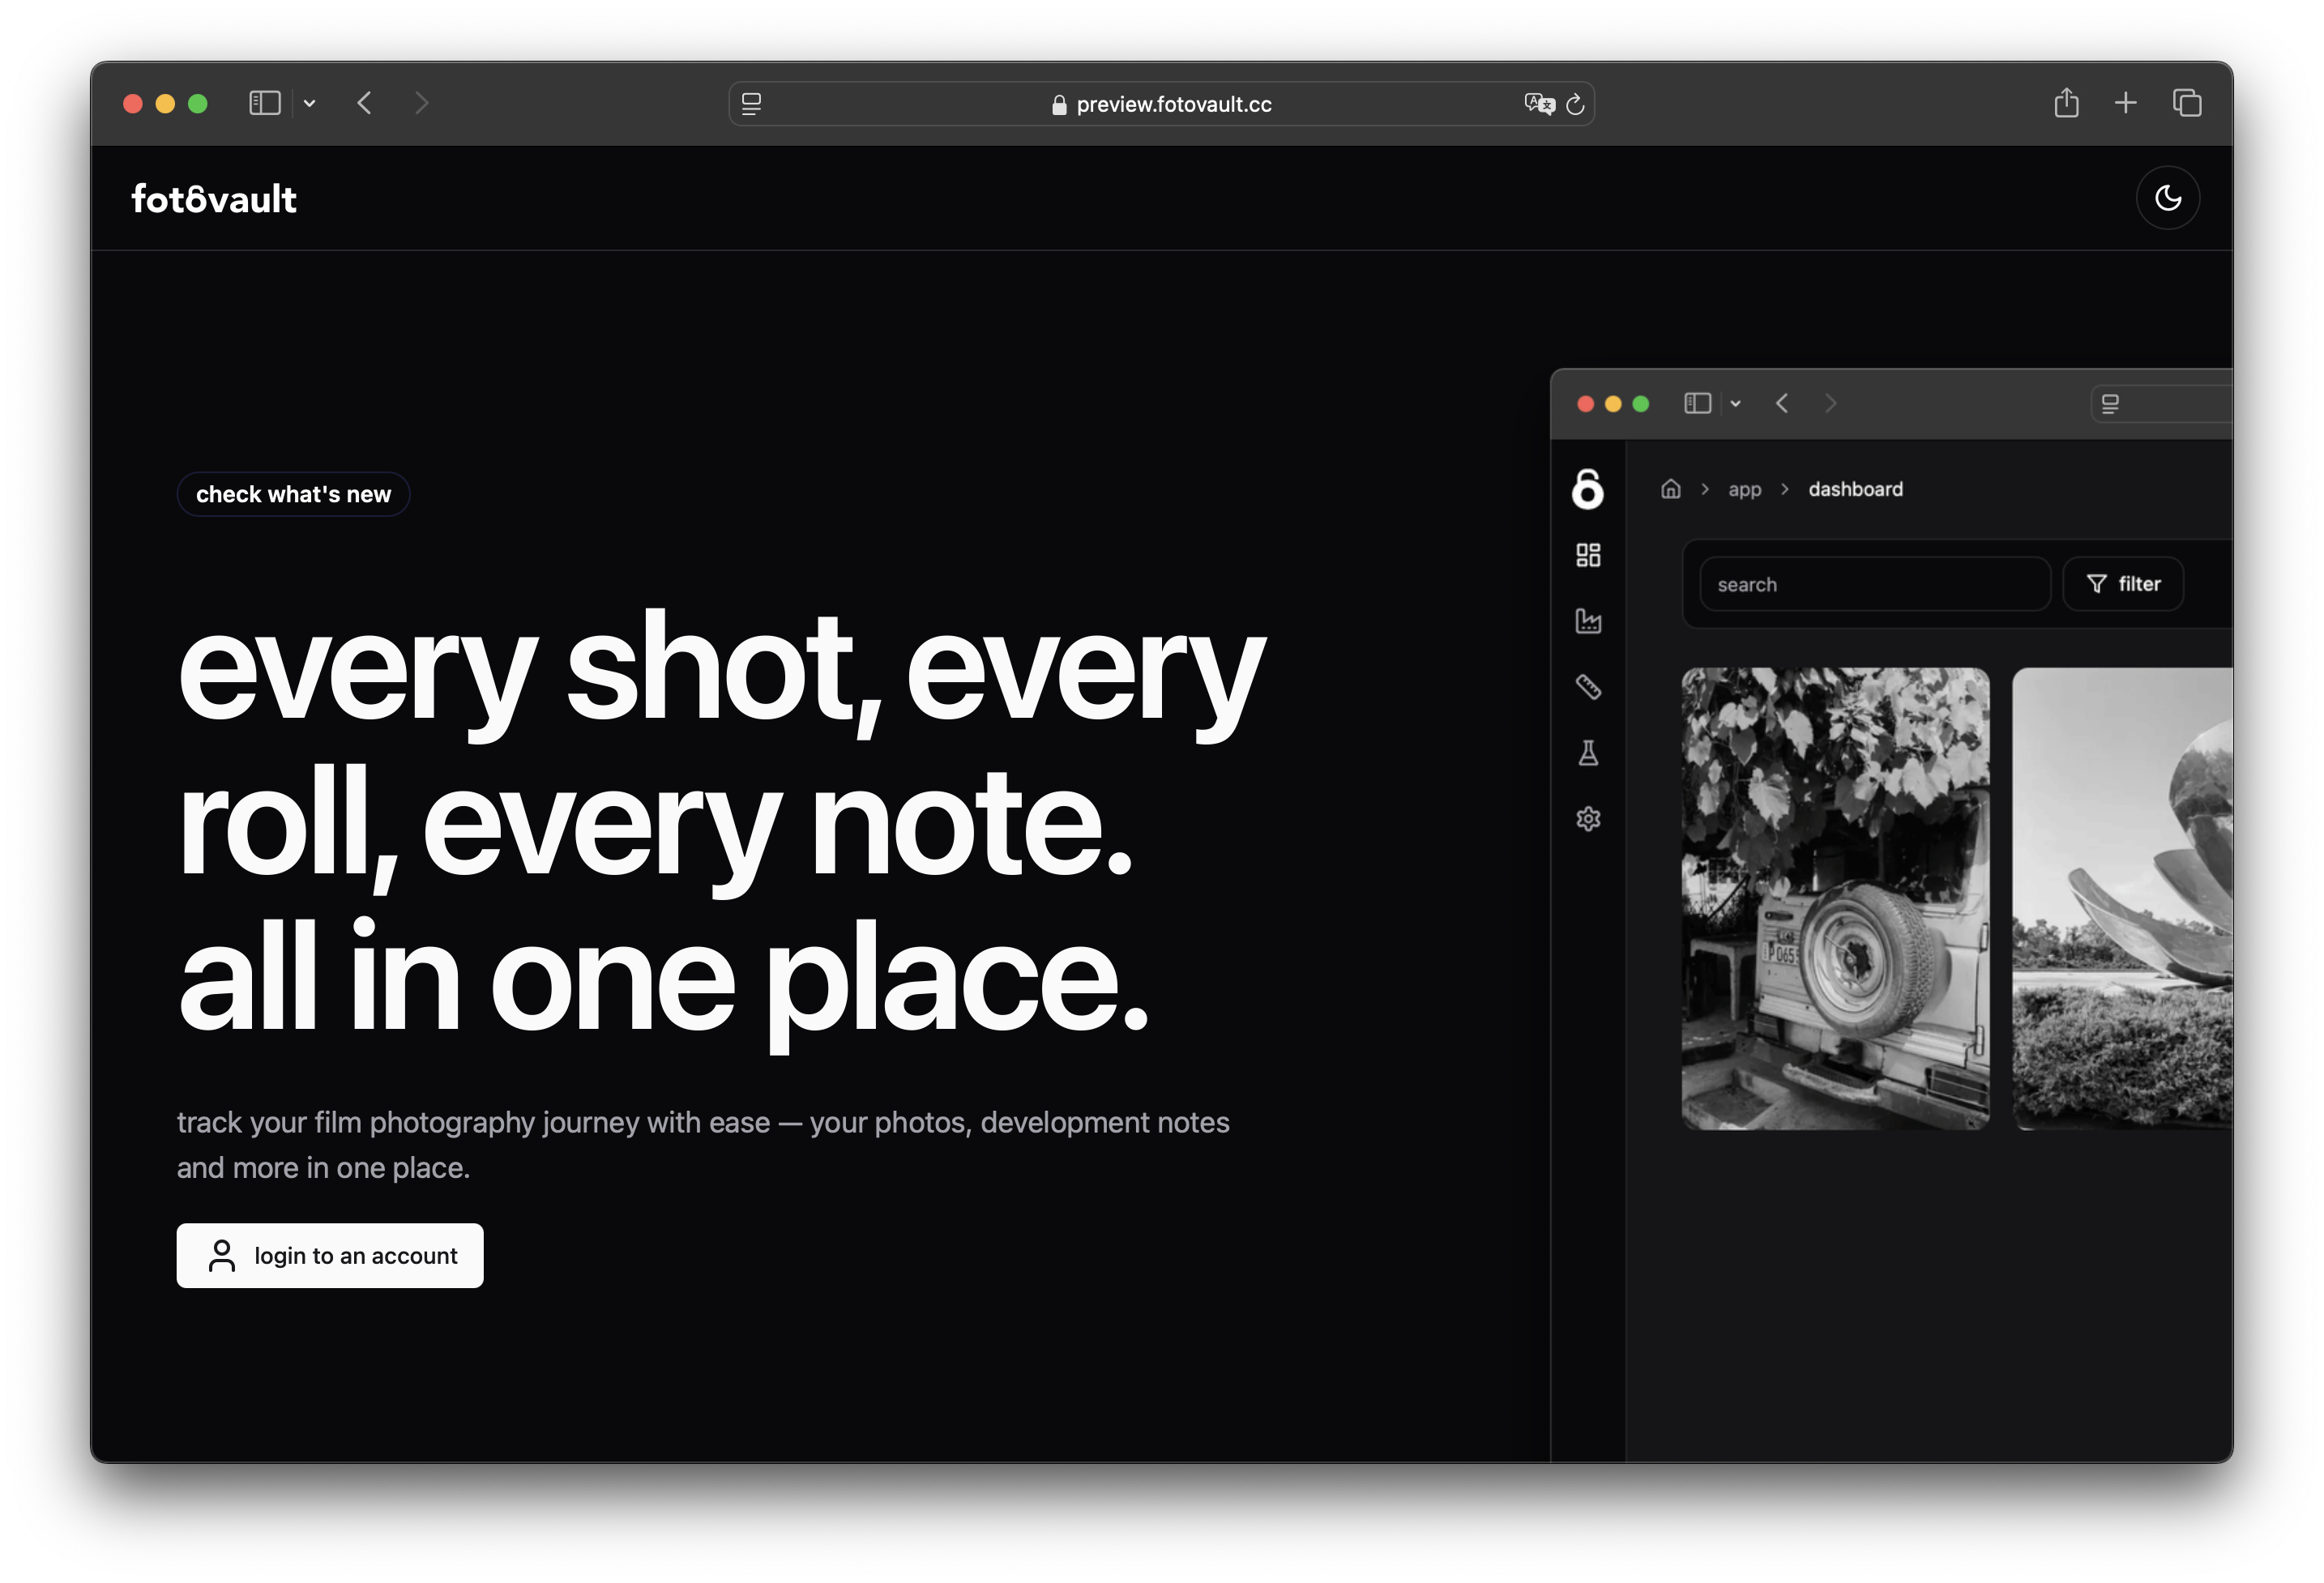 preview.fotovault.cc
fotovault
check what's new
every shot, every
roll, every note.
all in one place.
track your film photography journey with ease — your photos, development notes
and more in one place.
login to an account
app
dashboard
search
filter